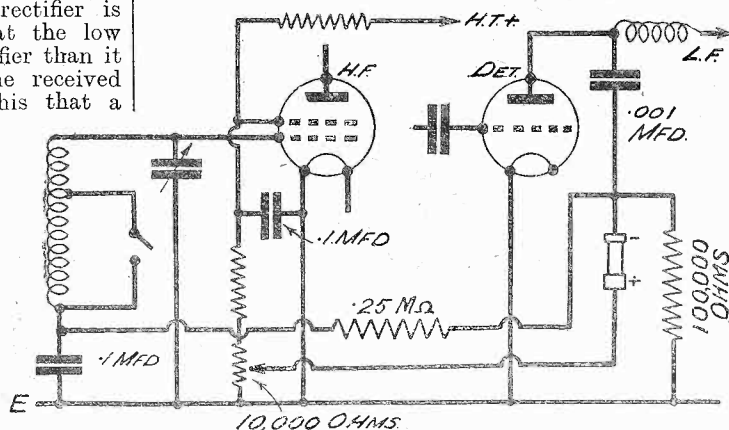 rectifier is
at the low
fier than it
ne received
his that a
H.T.+
H.F.
DET.
L.F.
.001
MFD.
.1 MFD
-
+
100,000
OHMS
.25 MΩ
.1 MFD
E
10,000 OHMS.